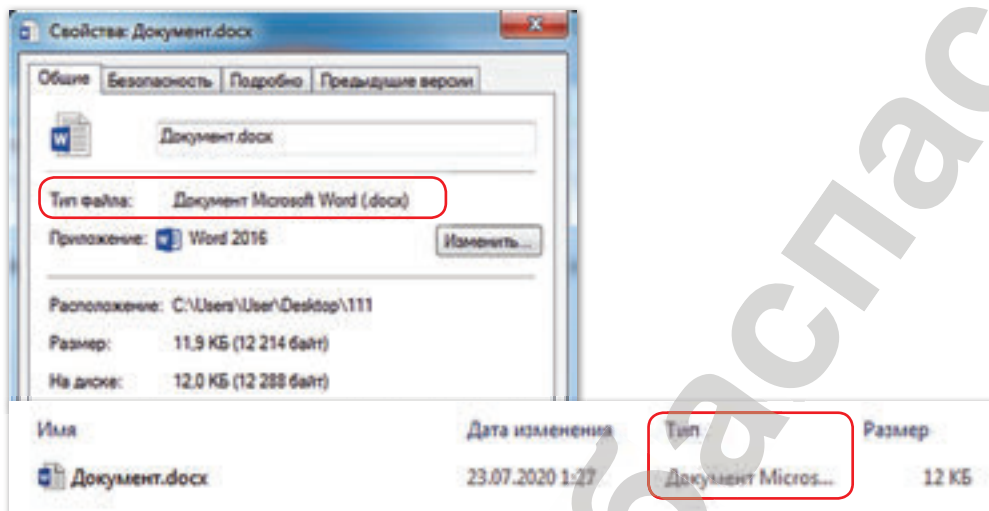 Свойства: Документ.docx
Общие Безопасность Подробно Предыдущие версии
Документ.docx
Тип файла: Документ Microsoft Word (.docx)
Приложение: Word 2016 Изменить...
Расположение: C:\Users\User\Desktop\111
Размер: 11,9 КБ (12 214 байт)
На диске: 12,0 КБ (12 288 байт)
Имя Дата изменения Тип Размер
Документ.docx 23.07.2020 1:27 Документ Micros... 12 КБ
баспас